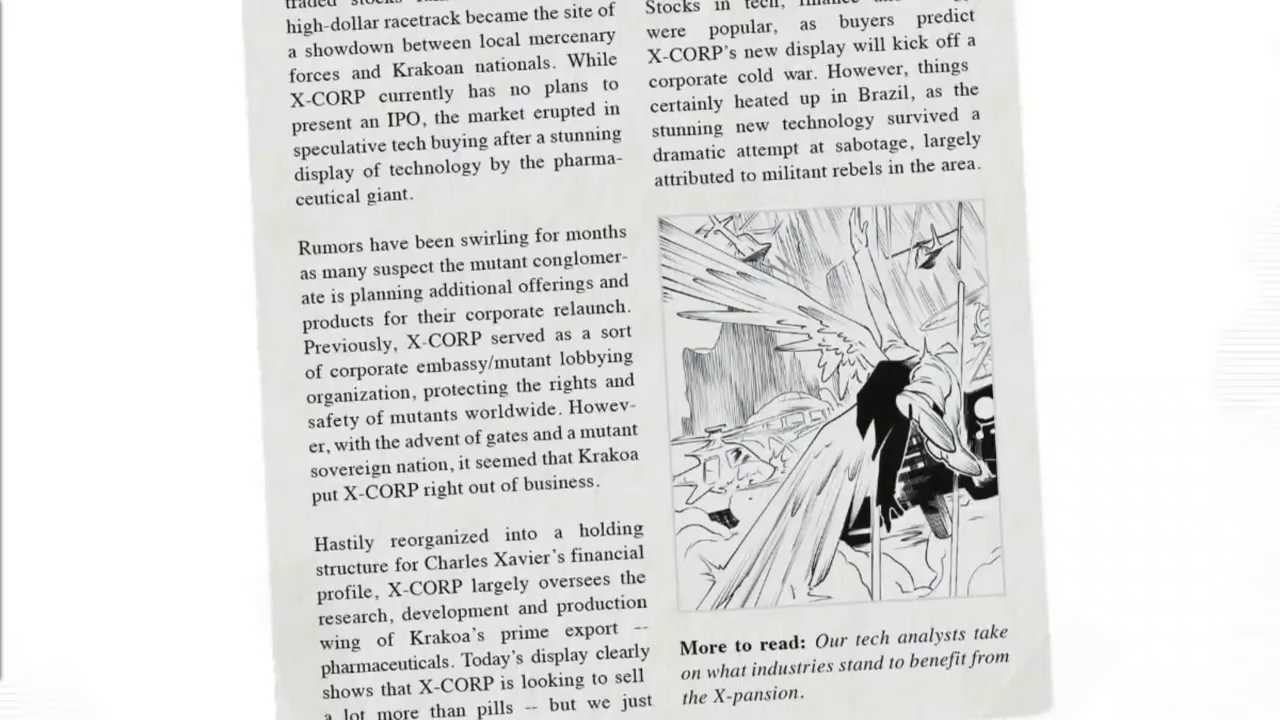 traded stocks
high-dollar racetrack became the site of
a showdown between local mercenary
forces and Krakoan nationals. While
X-CORP currently has no plans to
present an IPO, the market erupted in
speculative tech buying after a stunning
display of technology by the pharma-
ceutical giant.
Rumors have been swirling for months
as many suspect the mutant conglomer-
ate is planning additional offerings and
products for their corporate relaunch.
Previously, X-CORP served as a sort
of corporate embassy/mutant lobbying
organization, protecting the rights and
safety of mutants worldwide. Howev-
er, with the advent of gates and a mutant
sovereign nation, it seemed that Krakoa
put X-CORP right out of business.
Hastily reorganized into a holding
structure for Charles Xavier's financial
profile, X-CORP largely oversees the
research, development and production
wing of Krakoa's prime export --
pharmaceuticals. Today's display clearly
shows that X-CORP is looking to sell
a lot more than pills -- but we just
Stocks in tech, finance
were popular, as buyers predict
X-CORP's new display will kick off a
corporate cold war. However, things
certainly heated up in Brazil, as the
stunning new technology survived a
dramatic attempt at sabotage, largely
attributed to militant rebels in the area.
More to read: Our tech analysts take
on what industries stand to benefit from
the X-pansion.